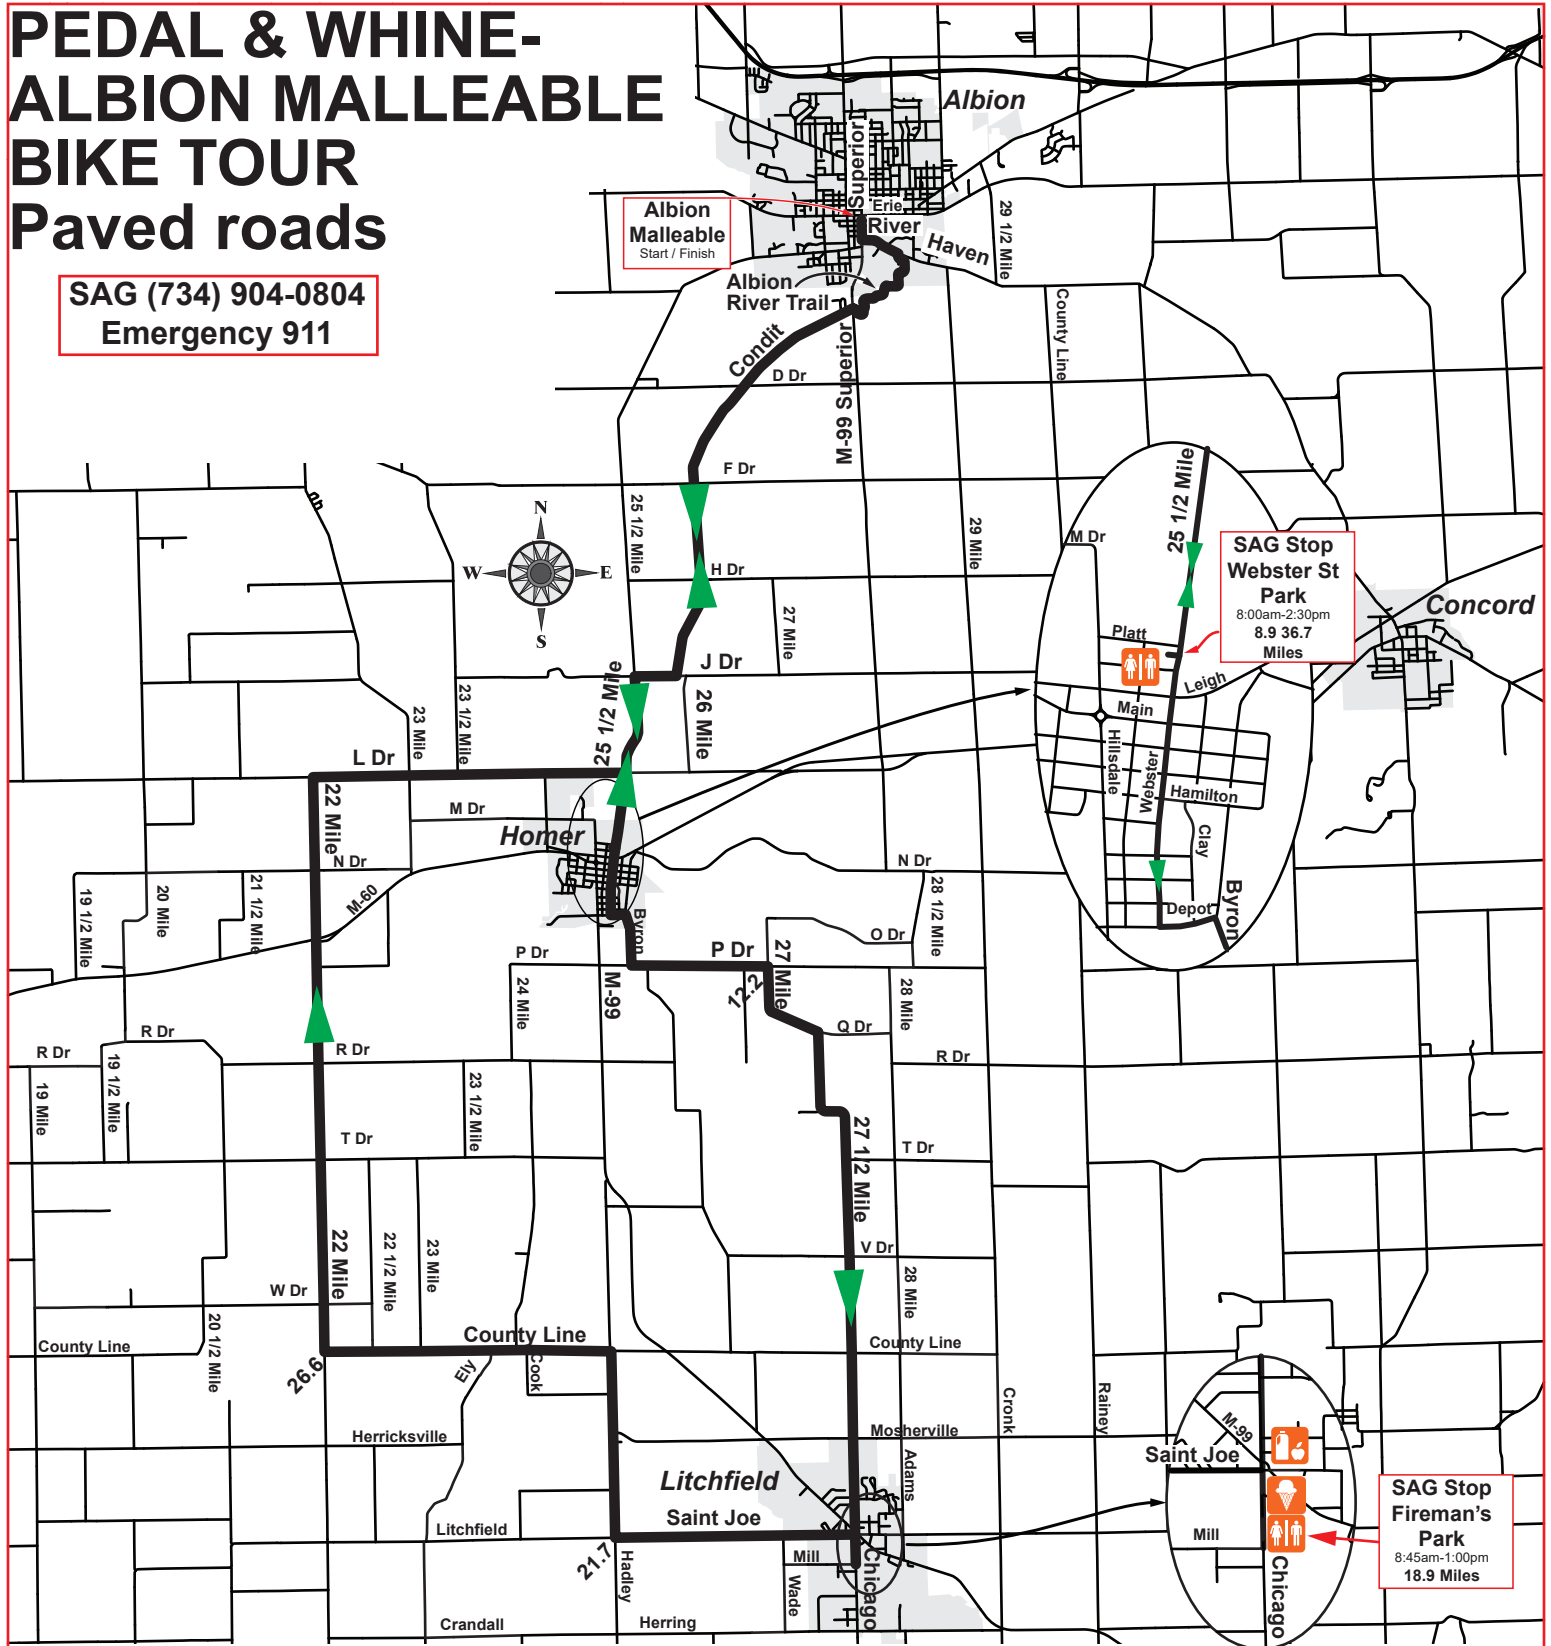 PEDAL & WHINE-
ALBION MALLEABLE
BIKE TOUR
Paved roads
SAG (734) 904-0804
Emergency 911
Albion
Superior
Erie
River
Haven
29 1/2 Mile
Albion
Malleable
Start / Finish
Albion
River Trail
County Line
Condit
D Dr
M-99 Superior
F Dr
25 1/2 Mile
29 Mile
H Dr
27 Mile
N
W
E
S
J Dr
25 1/2 Mile
26 Mile
23 Mile
23 1/2 Mile
L Dr
22 Mile
M Dr
Homer
N Dr
N Dr
M-60
19 1/2 Mile
20 Mile
21 1/2 Mile
28 1/2 Mile
Byron
O Dr
P Dr
P Dr
27 Mile
12.2
24 Mile
M-99
28 Mile
Q Dr
R Dr
R Dr
R Dr
R Dr
19 Mile
19 1/2 Mile
23 1/2 Mile
T Dr
T Dr
27 1/2 Mile
22 Mile
22 1/2 Mile
23 Mile
V Dr
W Dr
28 Mile
20 1/2 Mile
County Line
County Line
County Line
26.6
Ely
Cook
Cronk
Rainey
Herricksville
Mosherville
Adams
Litchfield
Saint Joe
Litchfield
21.7
Hadley
Mill
Wade
Chicago
Crandall
Herring
25 1/2 Mile
M Dr
SAG Stop
Webster St
Park
8:00am-2:30pm
8.9 36.7
Miles
Concord
Platt
Leigh
Main
Hillsdale
Webster
Hamilton
Clay
Depot
Byron
M-99
Saint Joe
Mill
Chicago
SAG Stop
Fireman's
Park
8:45am-1:00pm
18.9 Miles